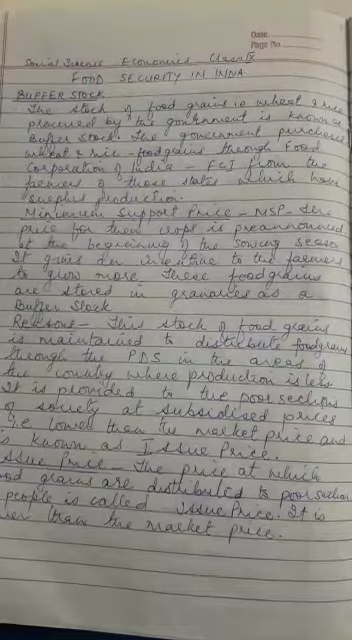 Date.
Page No.
Social Science - Economics - Class IX
FOOD SECURITY IN INDIA
BUFFER STOCK
The stock of food grains ie wheat & rice
procured by the government is known as
Buffer Stock. The government purchases
wheat & rice - foodgrains through Food
Corporation of India - FCI from the
farmers of those states which have
surplus production.
Minimum Support Price - MSP - The
price for them crops is preannounced
at the beginning of the sowing season
It gives an incentive to the farmers
to grow more. These foodgrains
are stored in granaries as a
Buffer Stock
Reasons - This stock of food grains
is maintained to distribute foodgrains
through the PDS in the areas of
the country where production is less
It is provided to the poor sections
of society at subsidised prices
i.e lower than the market price and
is known as Issue Price.
Issue Price - The price at which
ood grains are distributed to poor section
people is called Issue Price. It is
wer than the market price.